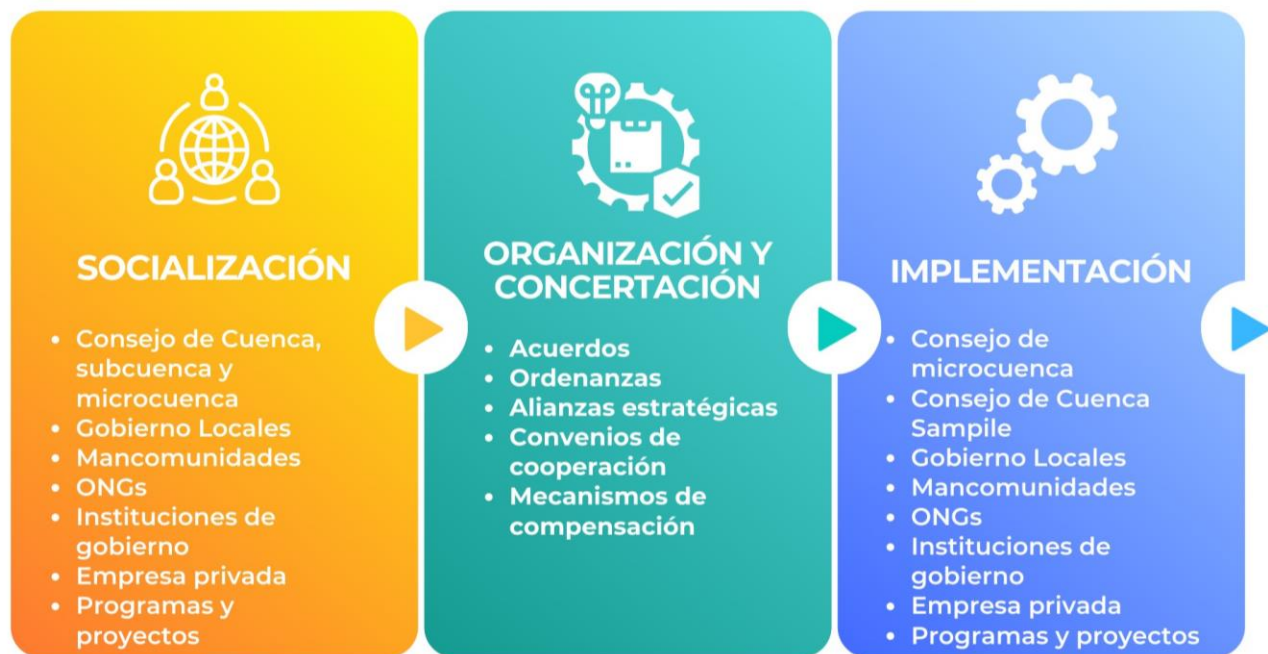 SOCIALIZACIÓN
• Consejo de Cuenca,
subcuenca y
microcuenca
• Gobierno Locales
• Mancomunidades
• ONGs
• Instituciones de
gobierno
• Empresa privada
• Programas y
proyectos
ORGANIZACIÓN Y
CONCERTACIÓN
• Acuerdos
• Ordenanzas
• Alianzas estratégicas
• Convenios de
cooperación
• Mecanismos de
compensación
IMPLEMENTACIÓN
• Consejo de
microcuenca
• Consejo de Cuenca
Sampile
• Gobierno Locales
• Mancomunidades
• ONGs
• Instituciones de
gobierno
• Empresa privada
• Programas y proyectos